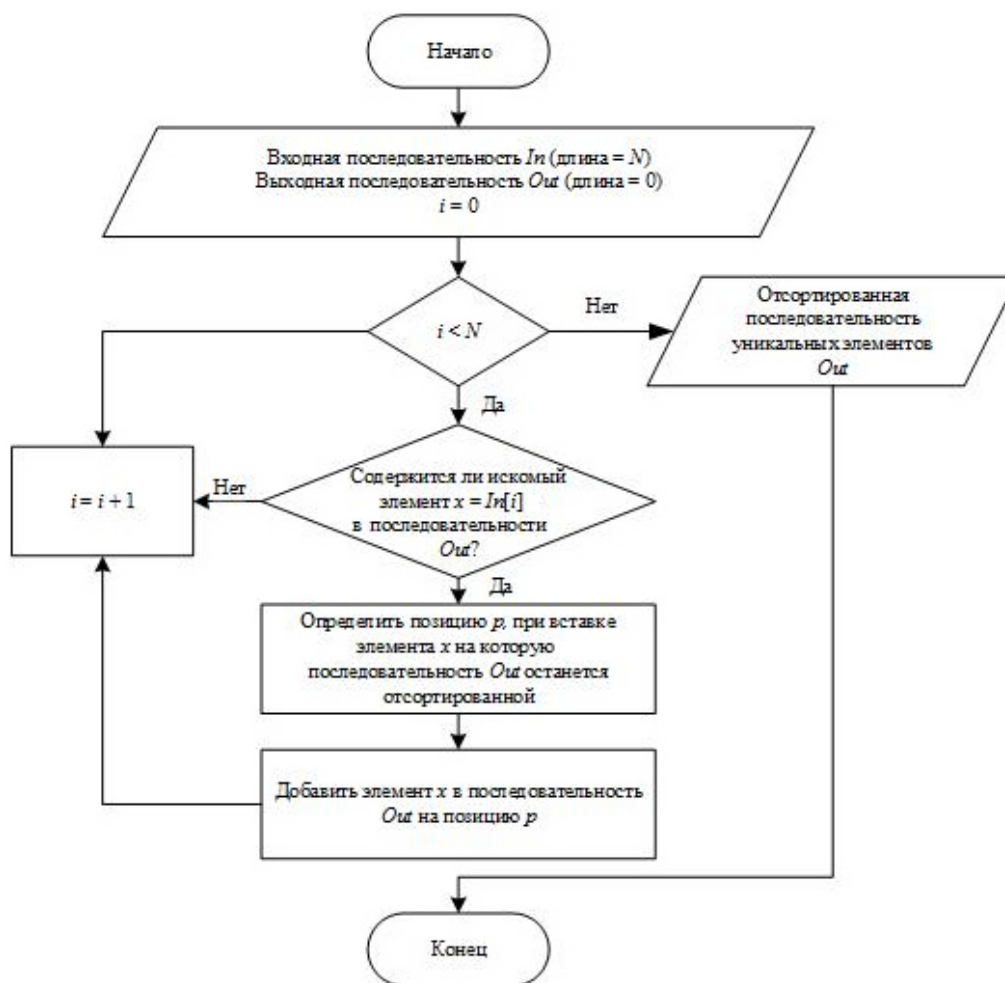 Начало
Входная последовательность In (длина = N)
Выходная последовательность Out (длина = 0)
i = 0
i < N
Нет
Отсортированная
последовательность
уникальных элементов
Out
Да
Содержится ли искомый
элемент x = In[i]
в последовательности
Out?
Нет
i = i + 1
Да
Определить позицию p, при вставке
элемента x на которую
последовательность Out останется
отсортированной
Добавить элемент x в последовательность
Out на позицию p
Конец